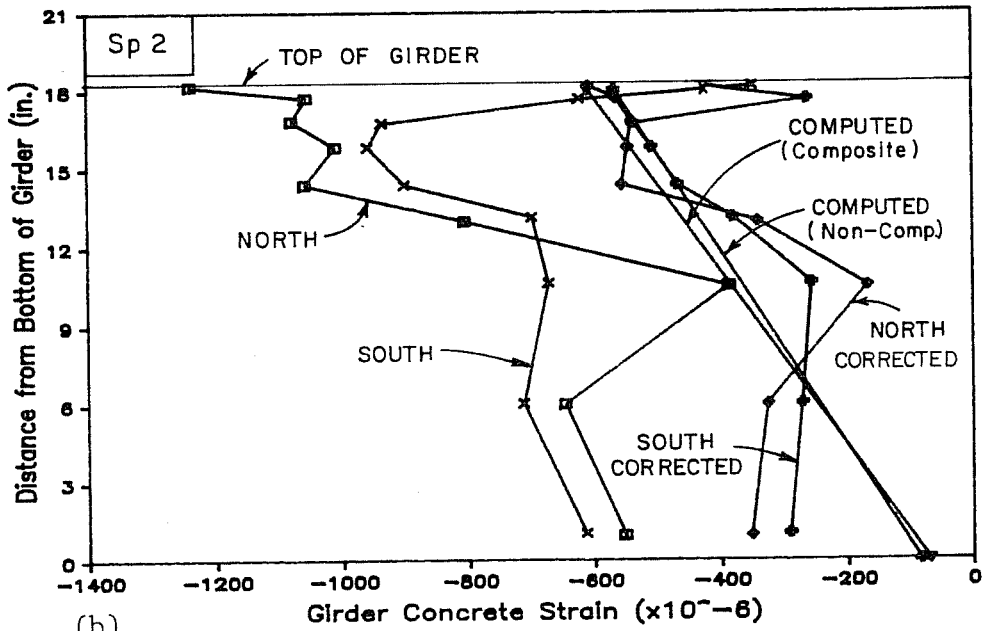 21
Sp 2
TOP OF GIRDER
18
COMPUTED
(Composite)
15
COMPUTED
(Non-Comp.)
NORTH
12
9
NORTH
CORRECTED
SOUTH
6
SOUTH
CORRECTED
3
0
Distance from Bottom of Girder (in.)
-1400 -1200 -1000 -800 -600 -400 -200 0
Girder Concrete Strain (x10^-6)
(b)